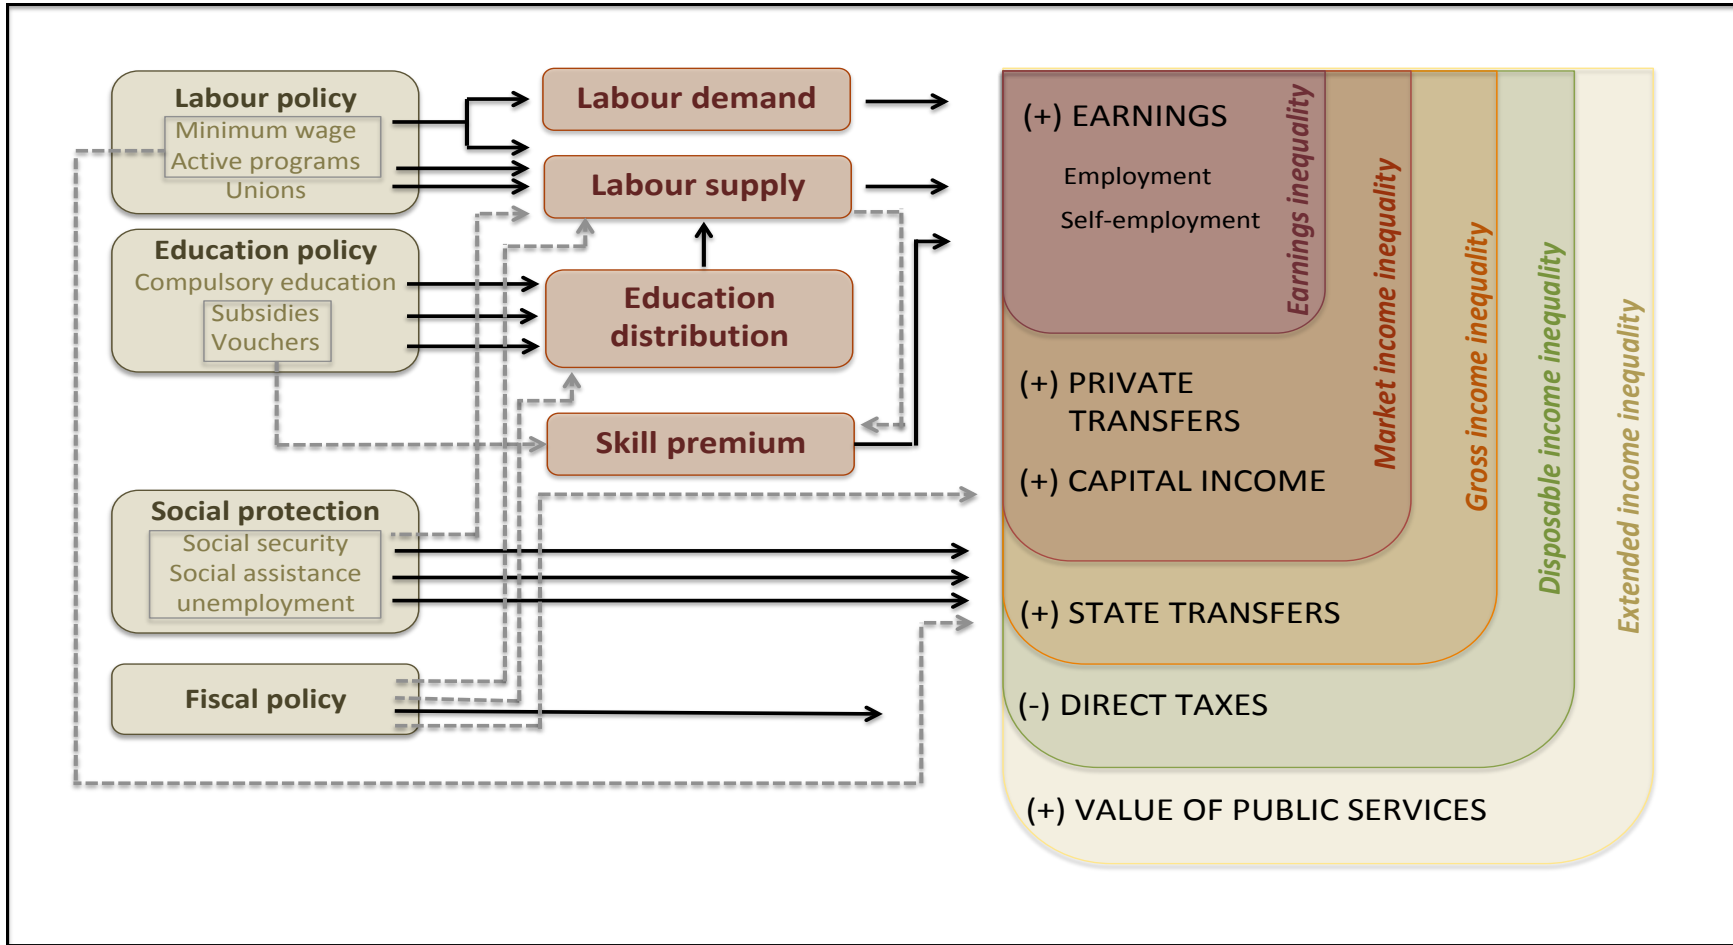 Labour policy
Minimum wage
Active programs
Unions
Education policy
Compulsory education
Subsidies
Vouchers
Social protection
Social security
Social assistance
unemployment
Fiscal policy
Labour demand
Labour supply
Education
distribution
Skill premium
(+) EARNINGS
Employment
Self-employment
(+) PRIVATE
TRANSFERS
(+) CAPITAL INCOME
(+) STATE TRANSFERS
(-) DIRECT TAXES
(+) VALUE OF PUBLIC SERVICES
Earnings inequality
Market income inequality
Gross income inequality
Disposable income inequality
Extended income inequality